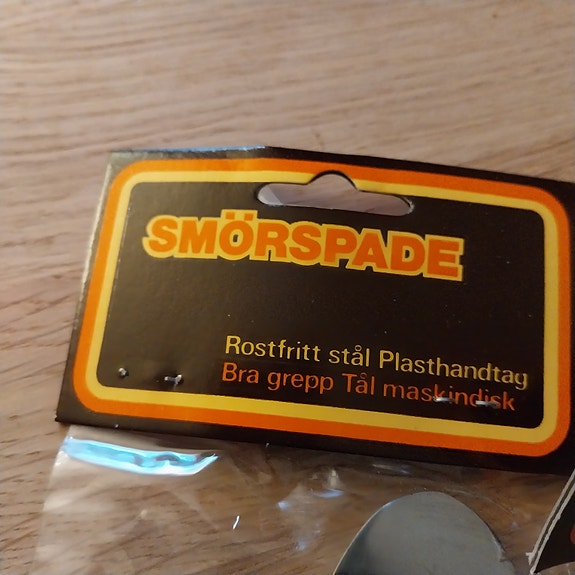 SMÖRSPADE
Rostfritt stål Plasthandtag
Bra grepp Tål maskindisk